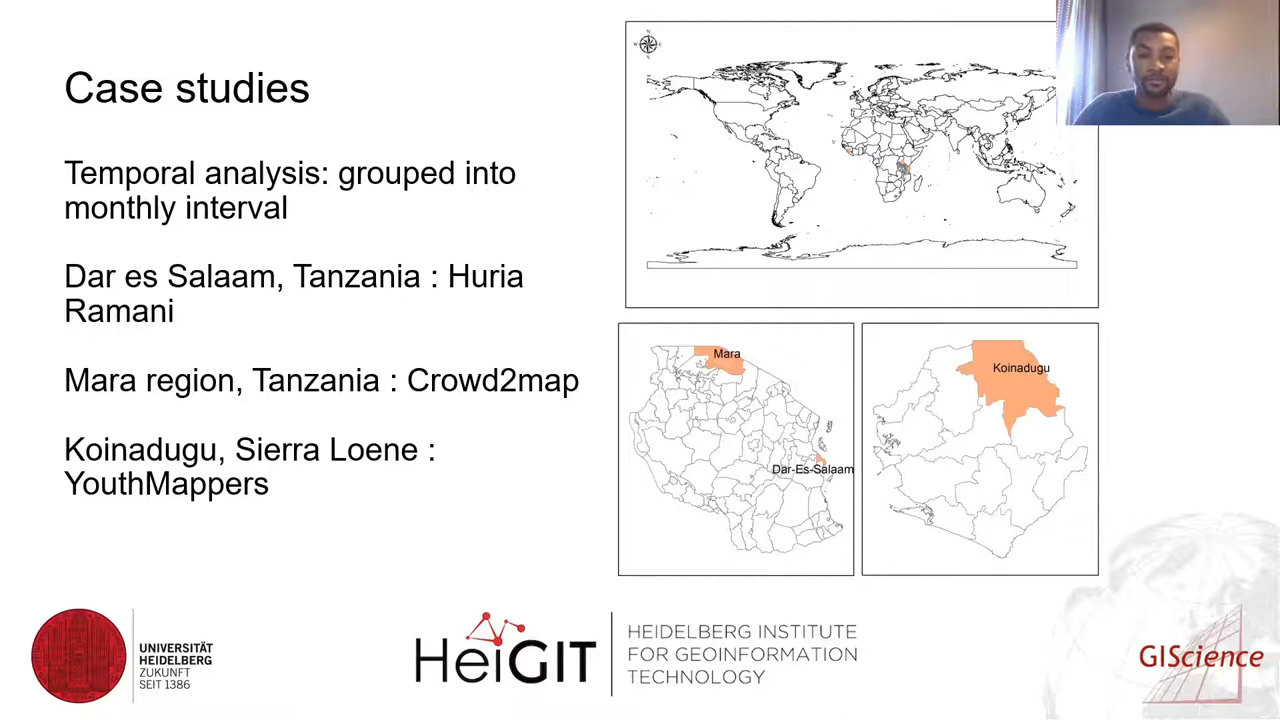 Case studies
Temporal analysis: grouped into
monthly interval
Dar es Salaam, Tanzania : Huria
Ramani
Mara region, Tanzania : Crowd2map
Koinadugu, Sierra Loene :
YouthMappers
N
W
E
S
Mara
Dar-Es-Salaam
Koinadugu
UNIVERSITÄT
HEIDELBERG
ZUKUNFT
SEIT 1386
HeiGIT
HEIDELBERG INSTITUTE
FOR GEOINFORMATION
TECHNOLOGY
GIScience